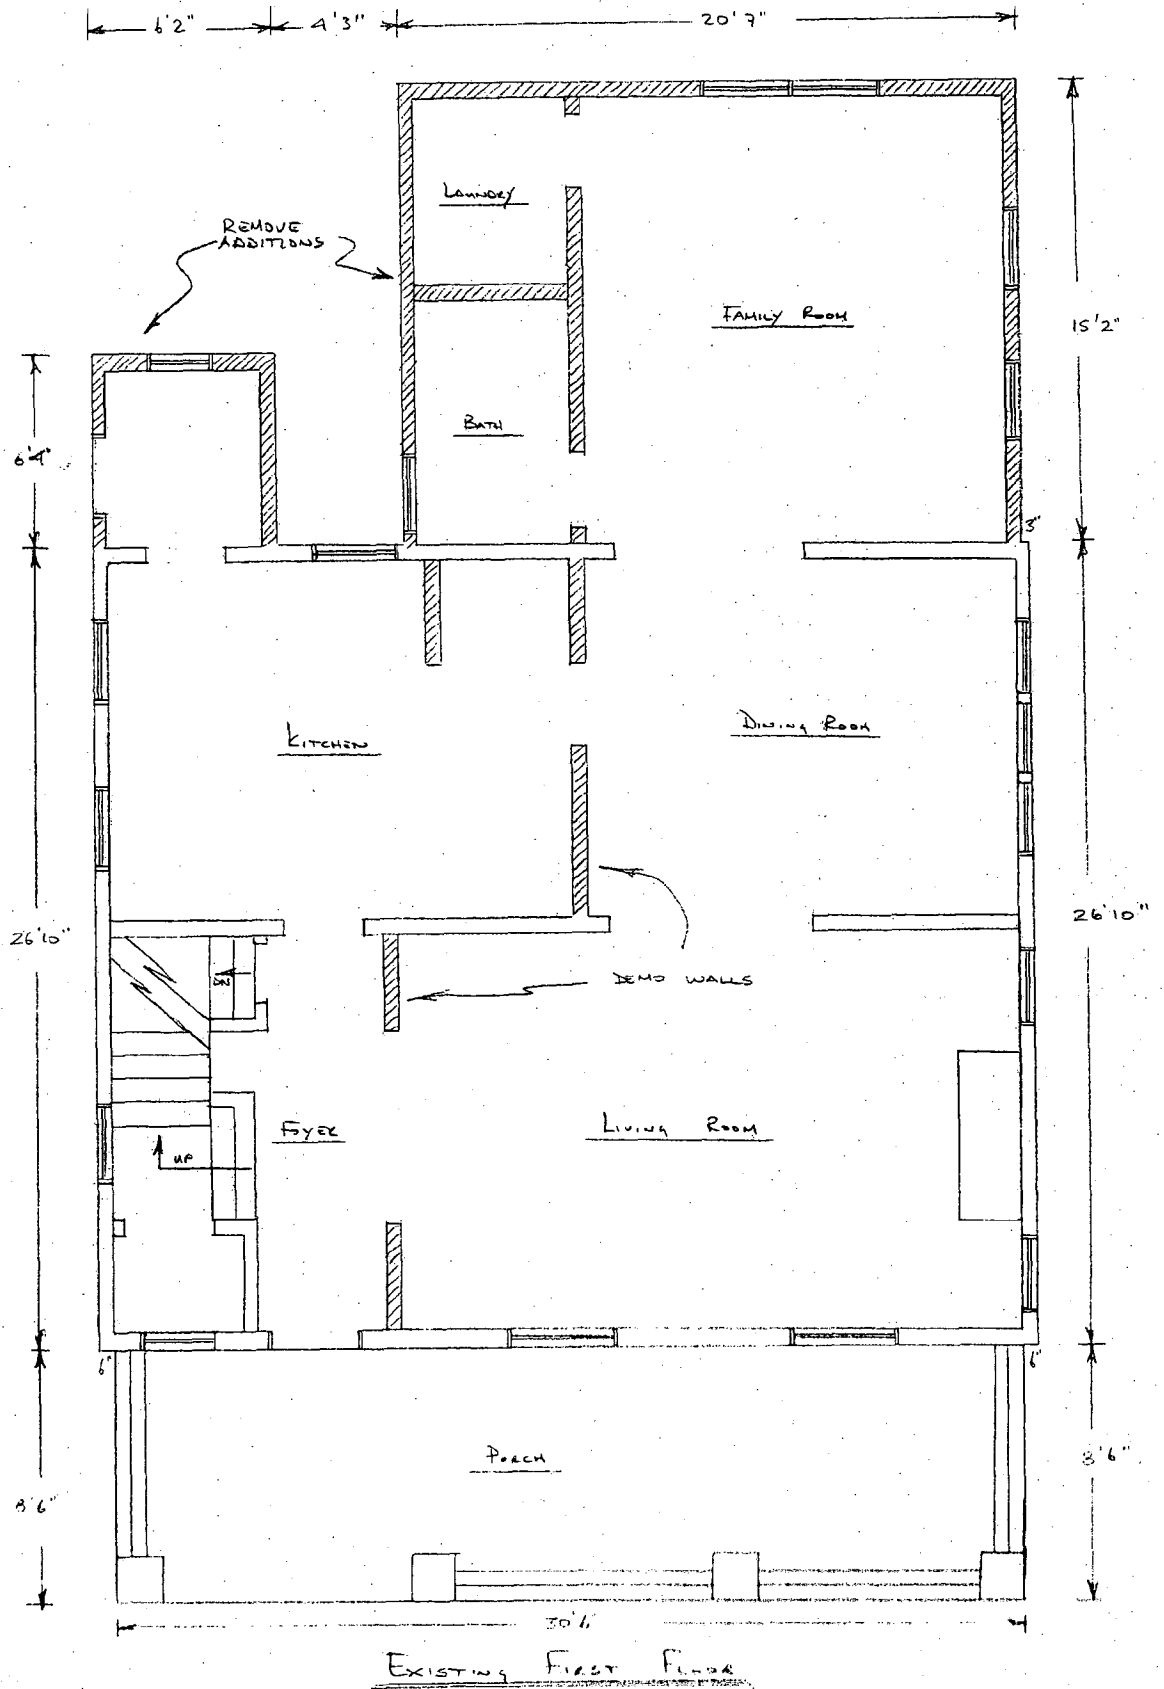 6'2" 4'3" 20'7"
LAUNDRY
REMOVE
ADDITIONS
FAMILY ROOM
15'2"
BATH
6'4"
3"
KITCHEN
DINING ROOM
26'10"
26'10"
DEMO WALLS
FOYER
LIVING ROOM
UP
6"
6"
PORCH
8'6"
8'6"
30'6"
EXISTING FIRST FLOOR